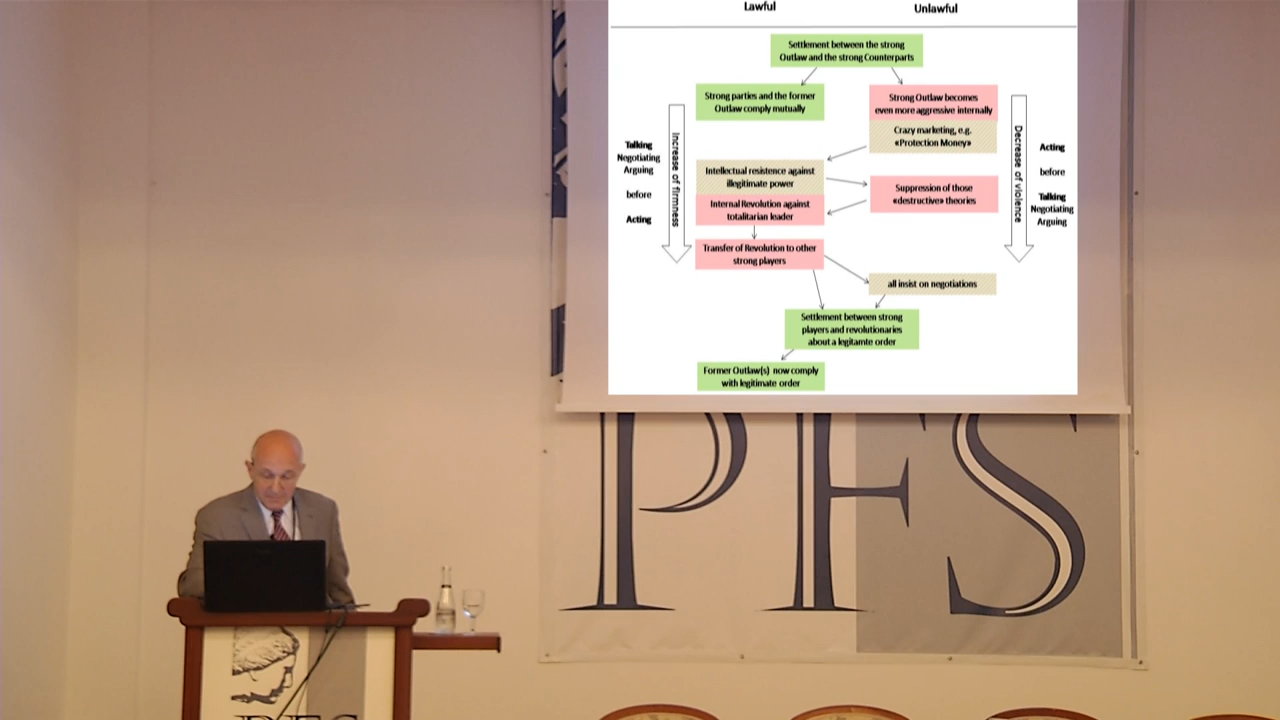 Lawful
Unlawful
Settlement between the strong
Outlaw and the strong Counterparts
Strong parties and the former
Outlaw comply mutually
Strong Outlaw becomes
even more aggressive internally
Crazy marketing, e.g.
«Protection Money»
Talking
Negotiating
Arguing
before
Acting
Increase of firmness
Intellectual resistence against
illegitimate power
Internal Revolution against
totalitarian leader
Suppression of those
«destructive» theories
Decrease of violence
Acting
before
Talking
Negotiating
Arguing
Transfer of Revolution to other
strong players
all insist on negotiations
Settlement between strong
players and revolutionaries
about a legitamte order
Former Outlaw(s) now comply
with legitimate order
PFS
PFS